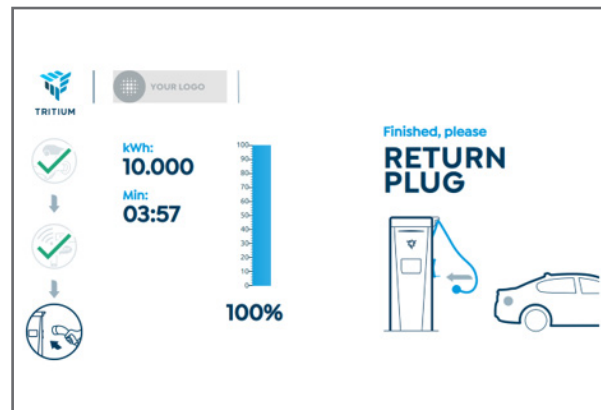 TRITIUM
YOUR LOGO
kWh:
10.000
Min:
03:57
100
90
80
70
60
50
40
30
20
10
0
100%
Finished, please
RETURN
PLUG